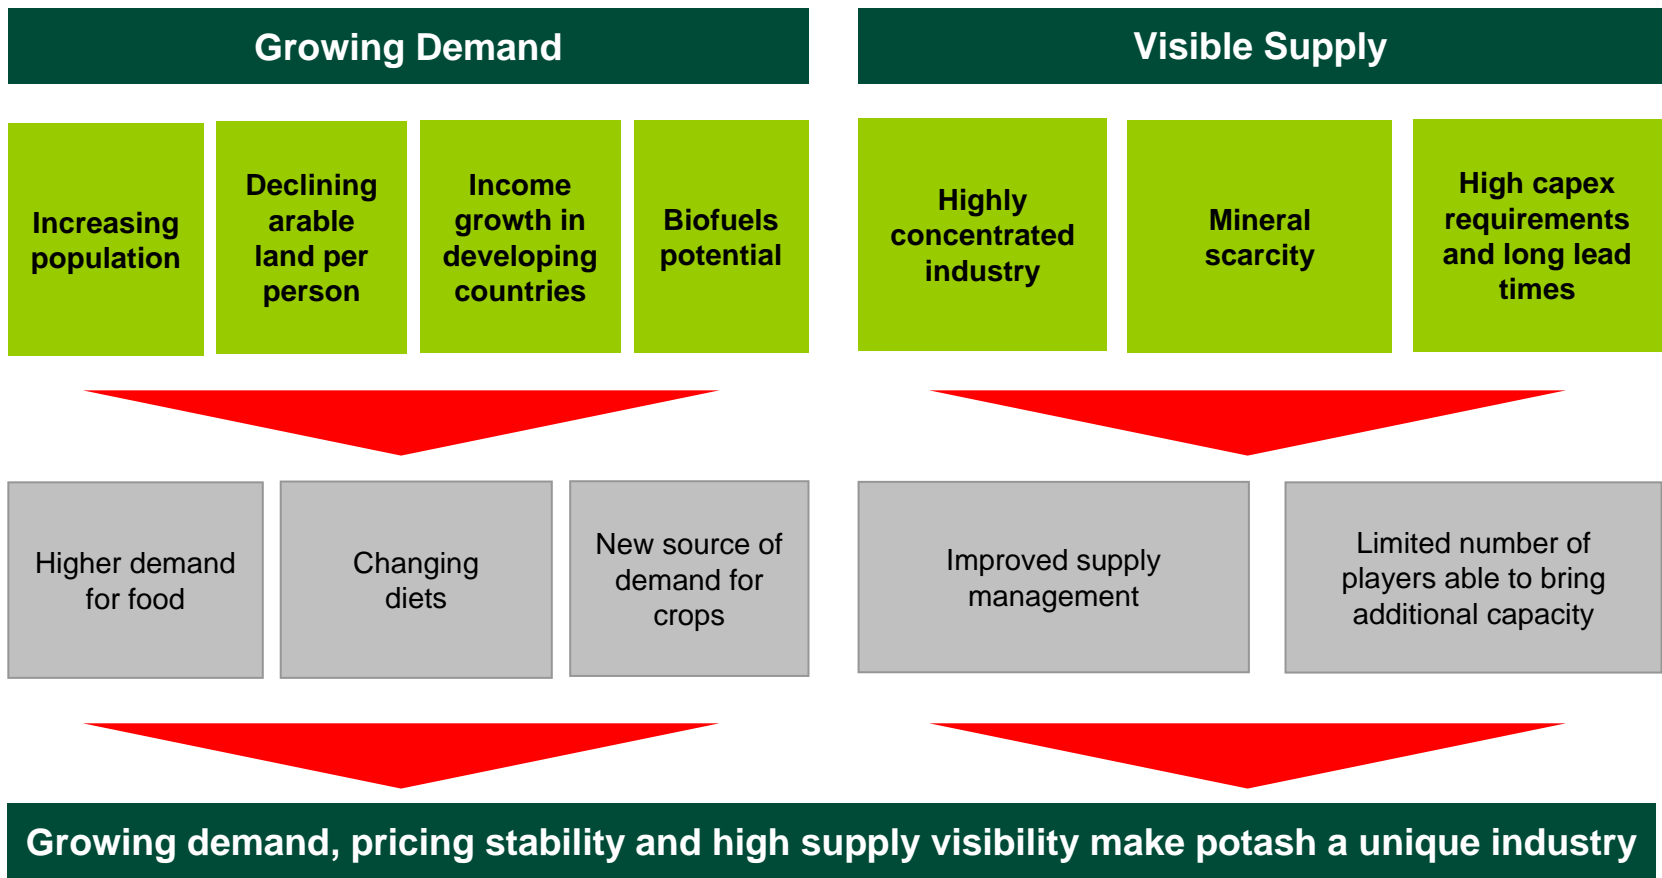 Growing Demand
Visible Supply
Increasing
population
Declining
arable
land per
person
Income
growth in
developing
countries
Biofuels
potential
Highly
concentrated
industry
Mineral
scarcity
High capex
requirements
and long lead
times
Higher demand
for food
Changing
diets
New source of
demand for
crops
Improved supply
management
Limited number of
players able to bring
additional capacity
Growing demand, pricing stability and high supply visibility make potash a unique industry